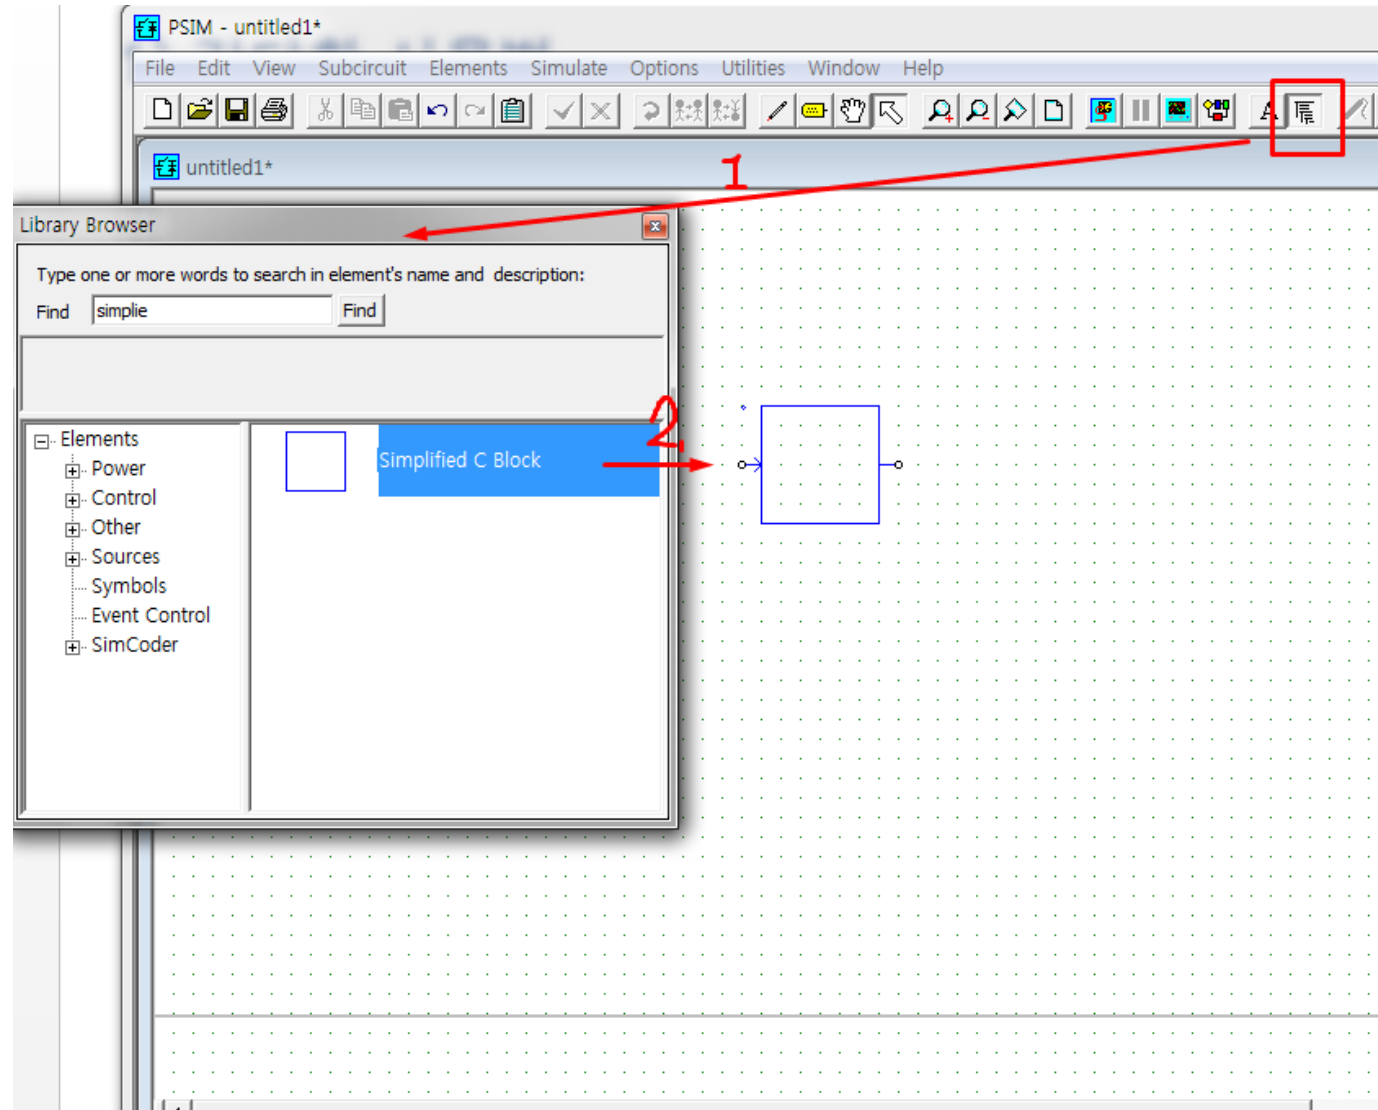 PSIM - untitled1*
File Edit View Subcircuit Elements Simulate Options Utilities Window Help
A
untitled1*
1
Library Browser
Type one or more words to search in element's name and description:
Find simplie Find
2
Elements
Power
Control
Other
Sources
Symbols
Event Control
SimCoder
Simplified C Block